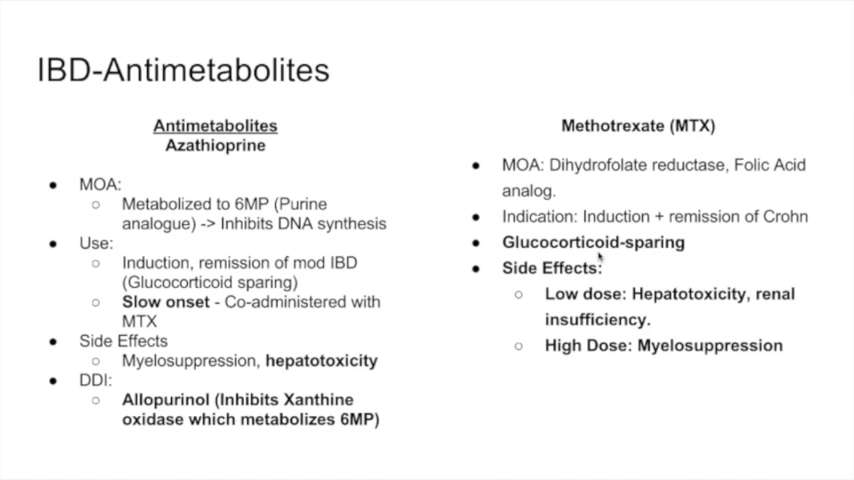 IBD-Antimetabolites
Antimetabolites
Azathioprine
● MOA:
○ Metabolized to 6MP (Purine
analogue) -> Inhibits DNA synthesis
● Use:
○ Induction, remission of mod IBD
(Glucocorticoid sparing)
○ Slow onset - Co-administered with
MTX
● Side Effects
○ Myelosuppression, hepatotoxicity
● DDI:
○ Allopurinol (Inhibits Xanthine
oxidase which metabolizes 6MP)
Methotrexate (MTX)
● MOA: Dihydrofolate reductase, Folic Acid
analog.
● Indication: Induction + remission of Crohn
● Glucocorticoid-sparing
● Side Effects:
○ Low dose: Hepatotoxicity, renal
insufficiency.
○ High Dose: Myelosuppression